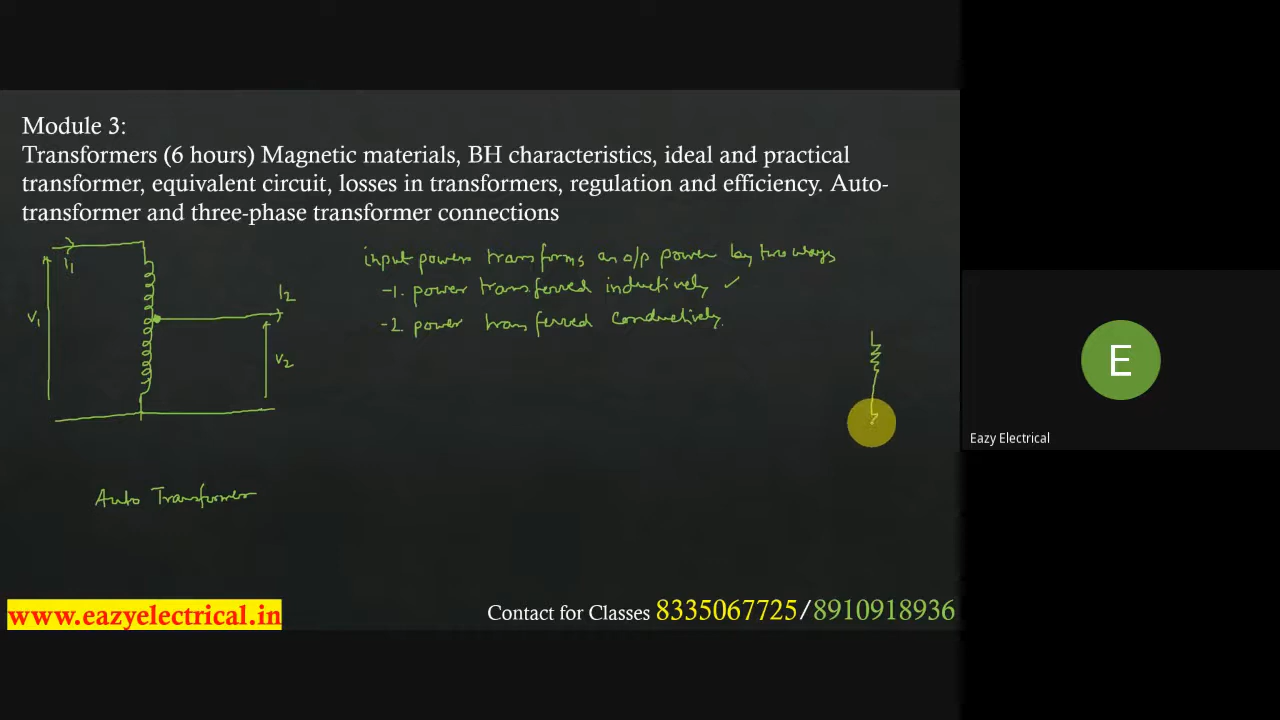 Module 3:
Transformers (6 hours) Magnetic materials, BH characteristics, ideal and practical
transformer, equivalent circuit, losses in transformers, regulation and efficiency. Auto-
transformer and three-phase transformer connections
I1
V1
I2
V2
input power transforms as o/p power by two ways
-1. power transferred inductively ✓
-2. power transferred conductively.
Auto Transformer
E
Eazy Electrical
www.eazyelectrical.in
Contact for Classes 8335067725/8910918936